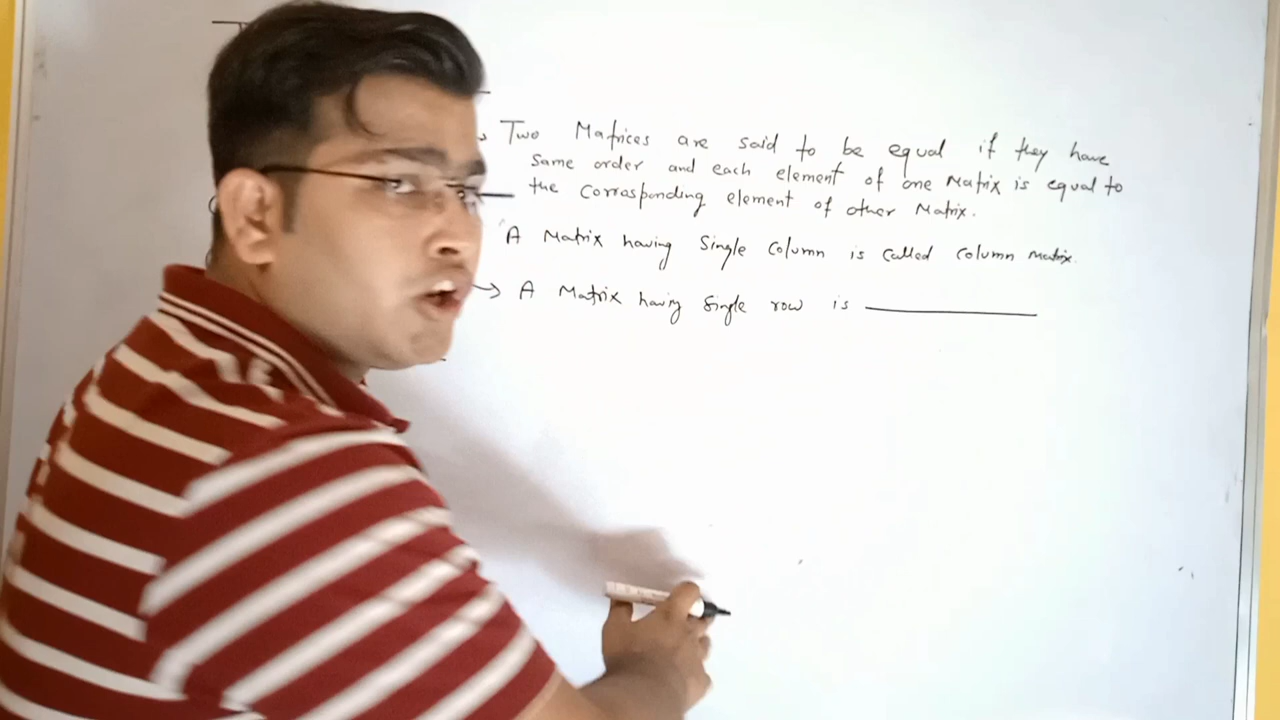 Two Matrices are said to be equal if they have
Same order and each element of one Matrix is equal to
the Corrasponding element of other Matrix.
A Matrix having Single Column is called Column Matrix.
→ A Matrix having Single row is